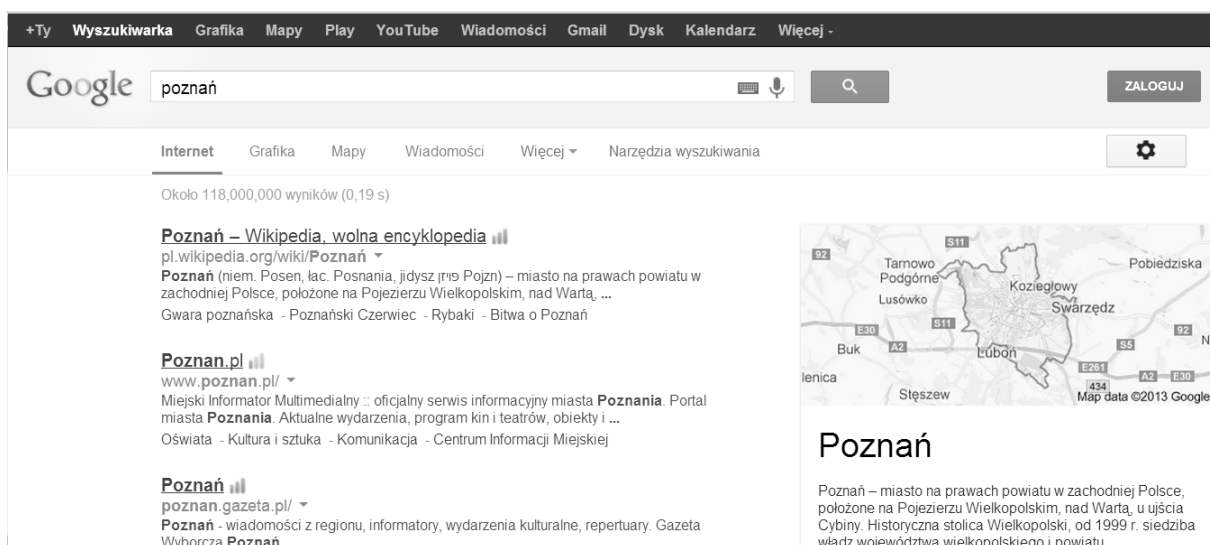 +Ty Wyszukiwarka Grafika Mapy Play YouTube Wiadomości Gmail Dysk Kalendarz Więcej
Google poznań ZALOGUJ
Internet Grafika Mapy Wiadomości Więcej Narzędzia wyszukiwania
Około 118,000,000 wyników (0,19 s)
Poznań – Wikipedia, wolna encyklopedia
pl.wikipedia.org/wiki/Poznań
Poznań (niem. Posen, łac. Posnania, jidysz פויזן Pojzn) – miasto na prawach powiatu w
zachodniej Polsce, położone na Pojezierzu Wielkopolskim, nad Wartą, ...
Gwara poznańska - Poznański Czerwiec - Rybaki - Bitwa o Poznań
Poznan.pl
www.poznan.pl/
Miejski Informator Multimedialny :: oficjalny serwis informacyjny miasta Poznania. Portal
miasta Poznania. Aktualne wydarzenia, program kin i teatrów, obiekty i ...
Oświata - Kultura i sztuka - Komunikacja - Centrum Informacji Miejskiej
Poznań
poznan.gazeta.pl/
Poznań - wiadomości z regionu, informatory, wydarzenia kulturalne, repertuary. Gazeta
Wyborcza Poznań
S11
92
Tarnowo
Podgórne
Pobiedziska
Koziegłowy
Lusówko
Swarzędz
S11
E30
92
N
Buk
A2
Luboń
S5
E261
A2
E30
lenica
434
Stęszew
Map data ©2013 Google
Poznań
Poznań – miasto na prawach powiatu w zachodniej Polsce,
położone na Pojezierzu Wielkopolskim, nad Wartą, u ujścia
Cybiny. Historyczna stolica Wielkopolski, od 1999 r. siedziba
władz województwa wielkopolskiego i powiatu